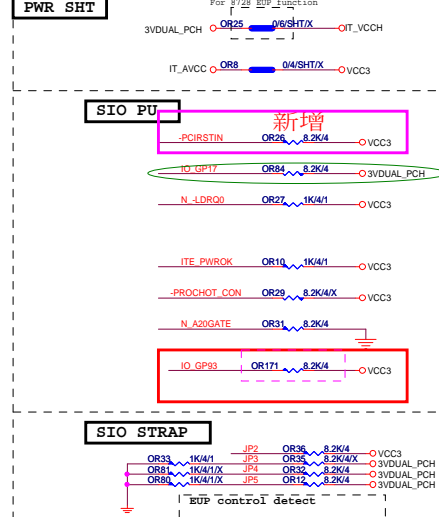 PWR SHT
For 8728 EUP function
3VDUAL_PCH OR25 0/6/SHT/X IT_VCCH
IT_AVCC OR8 0/4/SHT/X VCC3
SIO PU
新增
-PCIRSTIN OR26 8.2K/4 VCC3
IO_GP17 OR84 8.2K/4 3VDUAL_PCH
N_-LDRQ0 OR27 1K/4/1 VCC3
ITE_PWROK OR10 1K/4/1 VCC3
-PROCHOT_CON OR29 8.2K/4/X VCC3
N_A20GATE OR31 8.2K/4
IO_GP93 OR171 8.2K/4 VCC3
SIO STRAP
JP2 OR36 8.2K/4 VCC3
OR33 1K/4/1 JP3 OR35 8.2K/4/X 3VDUAL_PCH
OR81 1K/4/1/X JP4 OR32 8.2K/4 3VDUAL_PCH
OR80 1K/4/1/X JP5 OR12 8.2K/4 3VDUAL_PCH
EUP control detect